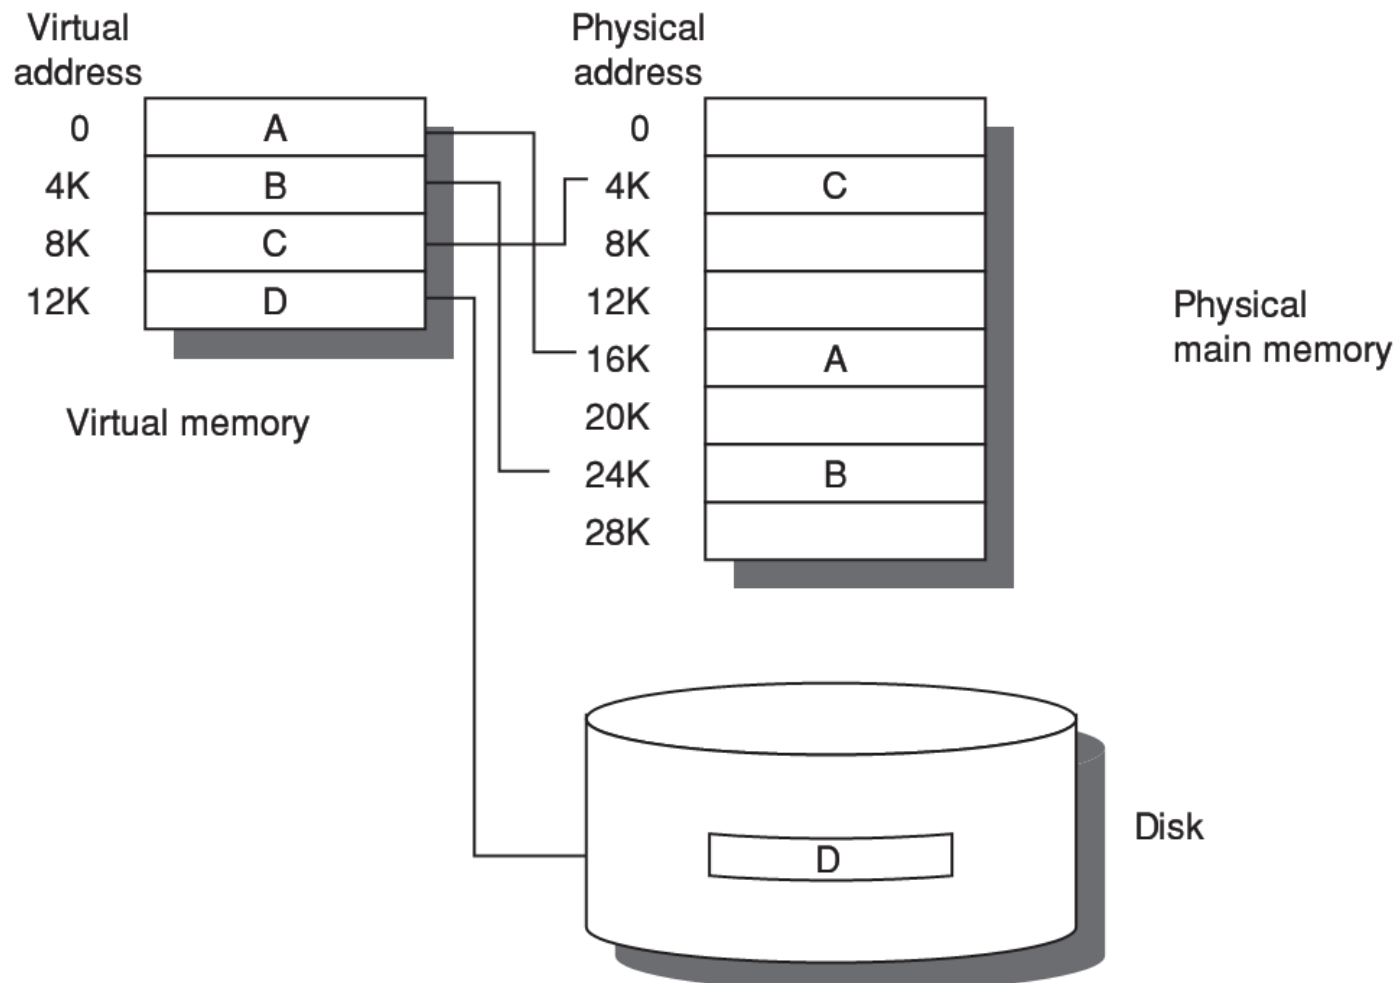 Virtual
address
0
A
4K
B
8K
C
12K
D
Virtual memory
Physical
address
0
4K
C
8K
12K
16K
A
20K
24K
B
28K
Physical
main memory
D
Disk